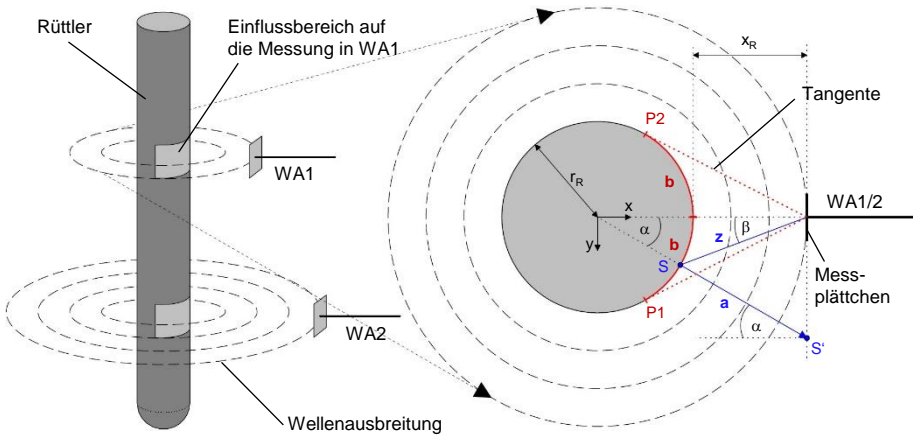 Rüttler
Einflussbereich auf
die Messung in WA1
WA1
WA2
Wellenausbreitung
x_R
Tangente
P2
r_R
b
WA1/2
x
α
β
y
z
b
S
Mess-
plättchen
P1
a
α
S'